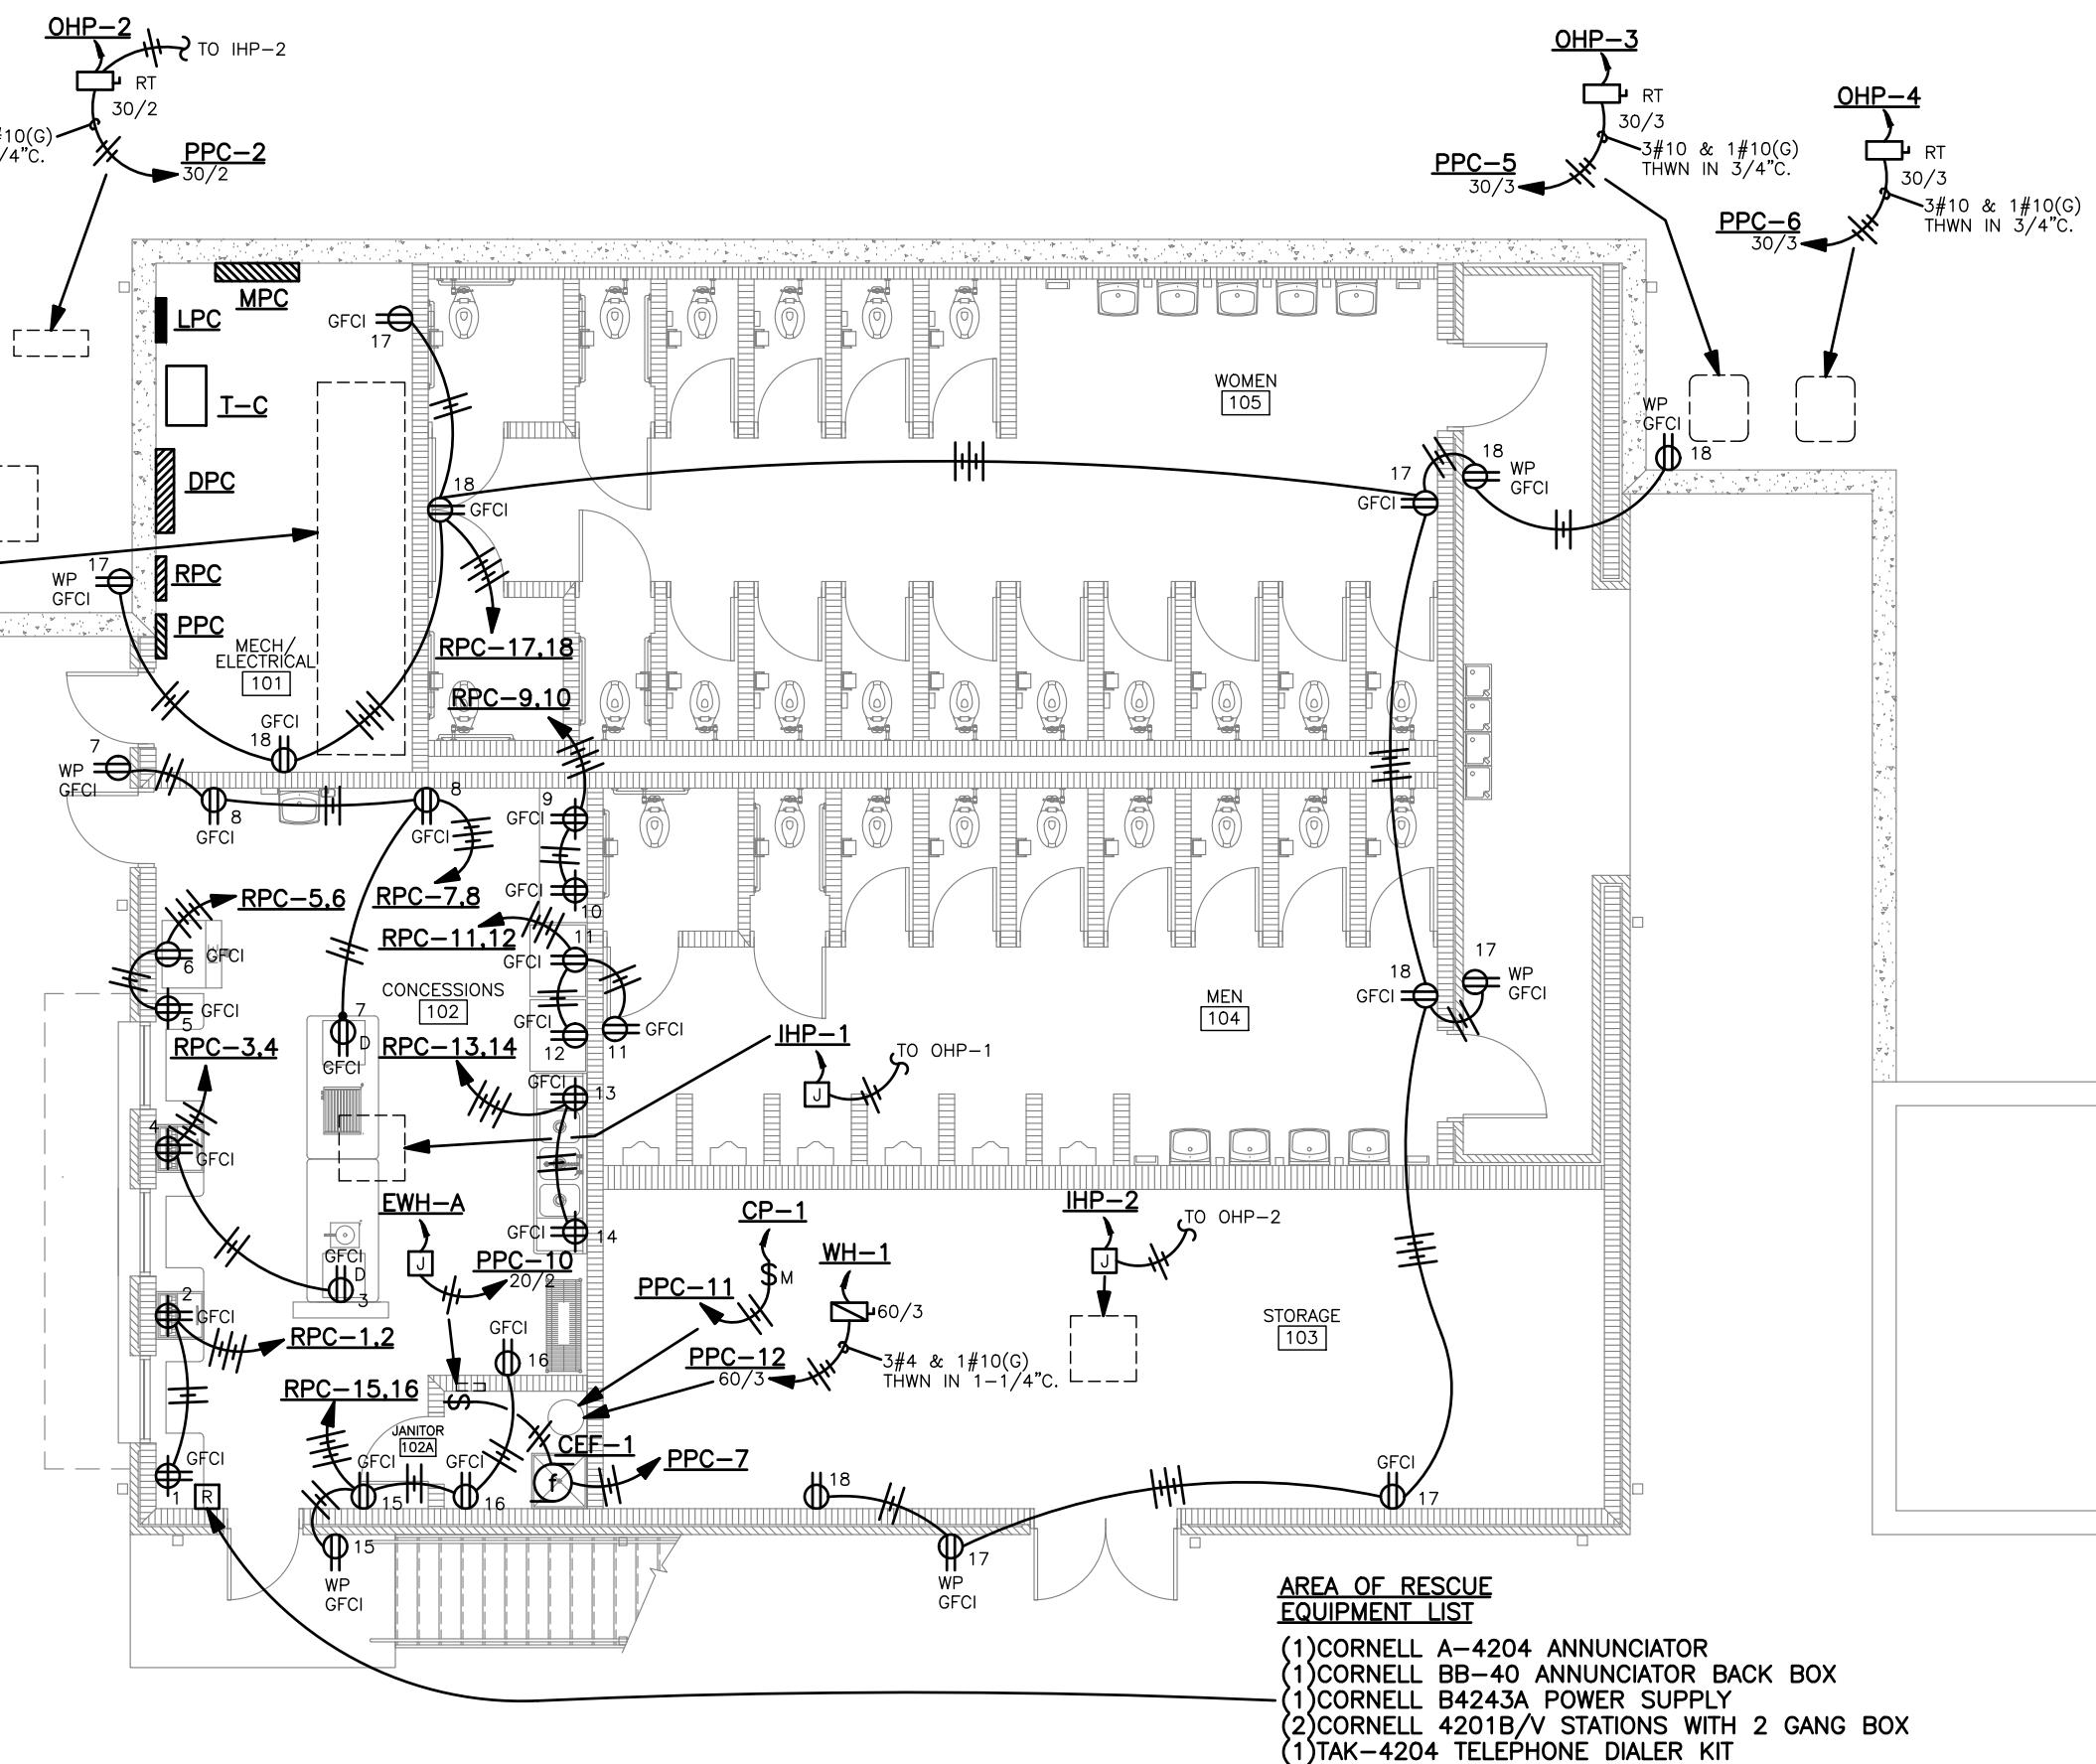 OHP-2
TO IHP-2
RT
30/2
#10(G)
/4"C.
PPC-2
30/2
OHP-3
RT
30/3
3#10 & 1#10(G)
THWN IN 3/4"C.
PPC-5
30/3
OHP-4
RT
30/3
3#10 & 1#10(G)
THWN IN 3/4"C.
PPC-6
30/3
MPC
LPC
GFCI
17
T-C
WOMEN
105
WP
GFCI
18
DPC
18
GFCI
17
GFCI
18
WP
GFCI
RPC
17
WP
GFCI
PPC
MECH/
ELECTRICAL
101
RPC-17,18
RPC-9,10
GFCI
18
7
WP
GFCI
8
GFCI
8
GFCI
9
GFCI
GFCI
10
RPC-5,6
RPC-7,8
RPC-11,12
11
GFCI
6
GFCI
5
GFCI
CONCESSIONS
102
7
D
GFCI
GFCI
12
11
GFCI
MEN
104
18
GFCI
17
WP
GFCI
RPC-3,4
RPC-13,14
IHP-1
TO OHP-1
J
GFCI
13
4
GFCI
EWH-A
J
PPC-10
20/2
GFCI
14
CP-1
M
WH-1
60/3
PPC-11
IHP-2
TO OHP-2
J
GFCI
D
3
2
GFCI
RPC-1,2
GFCI
16
PPC-12
60/3
3#4 & 1#10(G)
THWN IN 1-1/4"C.
STORAGE
103
RPC-15,16
S
JANITOR
102A
CEF-1
f
PPC-7
GFCI
1
R
GFCI
15
GFCI
16
18
GFCI
17
15
WP
GFCI
17
WP
GFCI
AREA OF RESCUE
EQUIPMENT LIST
(1)CORNELL A-4204 ANNUNCIATOR
(1)CORNELL BB-40 ANNUNCIATOR BACK BOX
(1)CORNELL B4243A POWER SUPPLY
(2)CORNELL 4201B/V STATIONS WITH 2 GANG BOX
(1)TAK-4204 TELEPHONE DIALER KIT